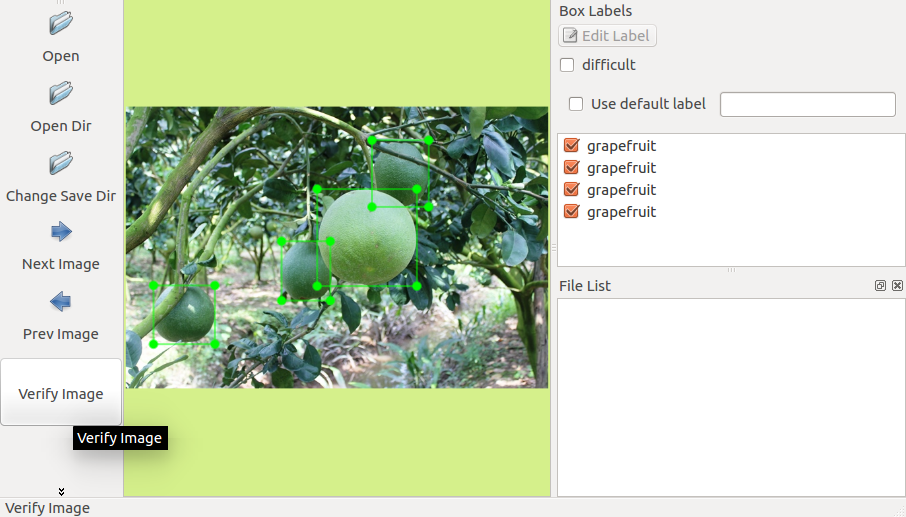 Open
Open Dir
Change Save Dir
Next Image
Prev Image
Verify Image
Verify Image
Verify Image
Box Labels
Edit Label
difficult
Use default label
grapefruit
grapefruit
grapefruit
grapefruit
File List